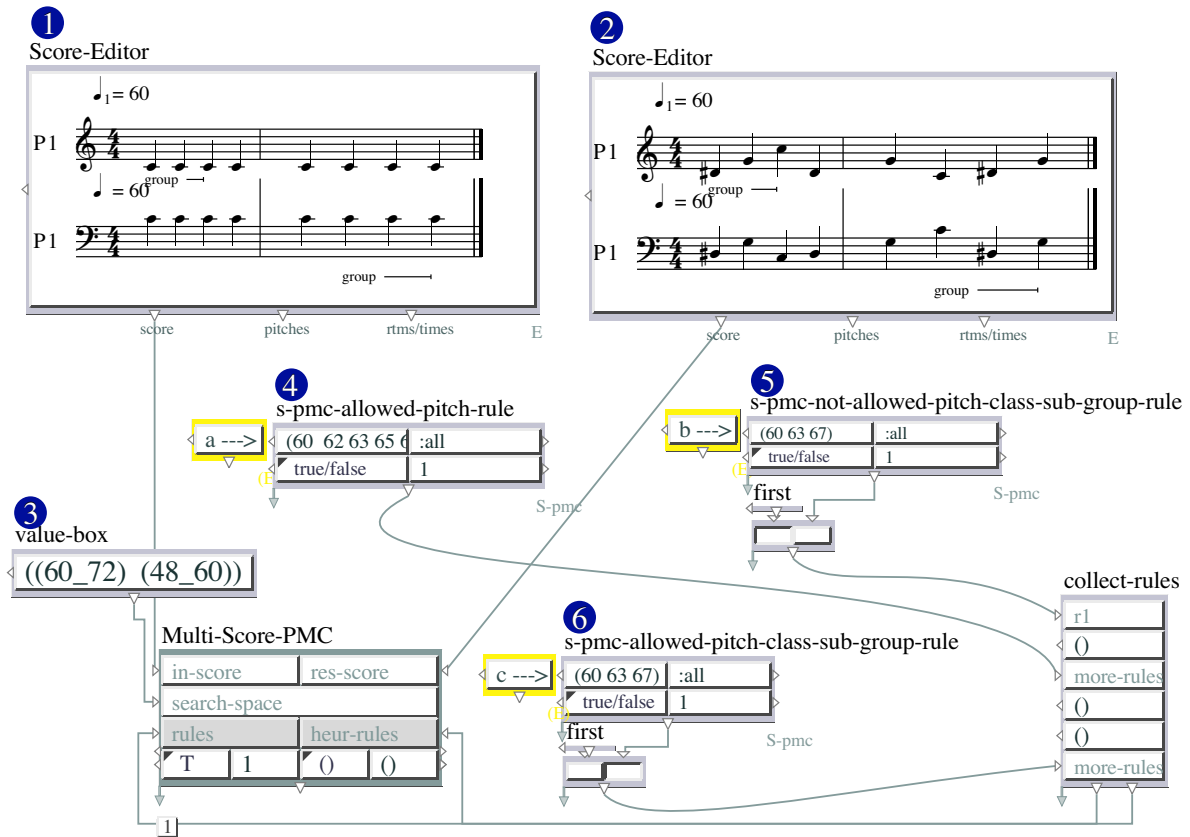 1
Score-Editor
1 = 60
P1
group
= 60
P1
group
score pitches rtms/times E
2
Score-Editor
1 = 60
P1
group
= 60
P1
group
score pitches rtms/times E
4
s-pmc-allowed-pitch-rule
a ---> (60 62 63 65 6 :all
(E true/false 1
S-pmc
5
s-pmc-not-allowed-pitch-class-sub-group-rule
b ---> (60 63 67) :all
(E true/false 1
S-pmc
first
3
value-box
((60_72) (48_60))
collect-rules
r1
()
more-rules
()
()
more-rules
6
s-pmc-allowed-pitch-class-sub-group-rule
c ---> (60 63 67) :all
(E) true/false 1
S-pmc
first
Multi-Score-PMC
in-score res-score
search-space
rules heur-rules
T 1 () ()
1